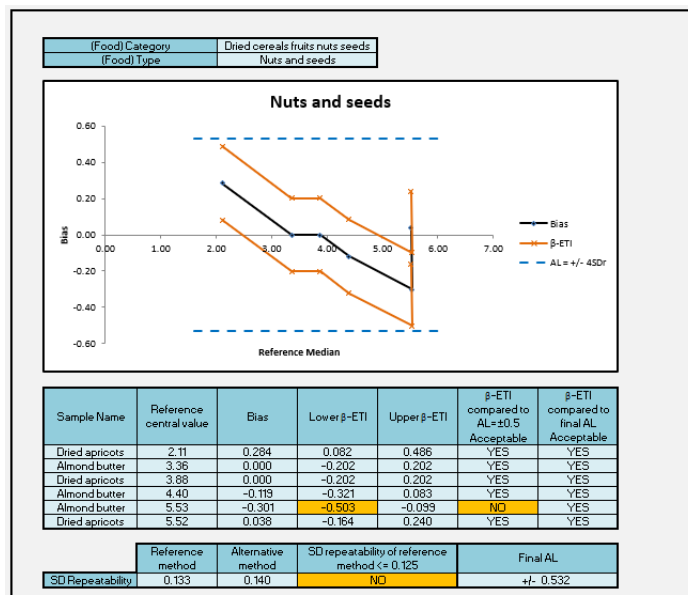 (Food) Category Dried cereals fruits nuts seeds
(Food) Type Nuts and seeds
Nuts and seeds
0.60
0.40
0.20
0.00
-0.20
-0.40
-0.60
0.00 1.00 2.00 3.00 4.00 5.00 6.00 7.00
Bias
Reference Median
Bias
β-ETI
AL = +/- 4SDr
Sample Name Reference central value Bias Lower β-ETI Upper β-ETI β-ETI compared to AL=±0.5 Acceptable β-ETI compared to final AL Acceptable
Dried apricots 2.11 0.284 0.082 0.486 YES YES
Almond butter 3.36 0.000 -0.202 0.202 YES YES
Dried apricots 3.88 0.000 -0.202 0.202 YES YES
Almond butter 4.40 -0.119 -0.321 0.083 YES YES
Almond butter 5.53 -0.301 -0.503 -0.099 NO YES
Dried apricots 5.52 0.038 -0.164 0.240 YES YES
Reference method Alternative method SD repeatability of reference method <= 0.125 Final AL
SD Repeatability 0.133 0.140 NO +/- 0.532